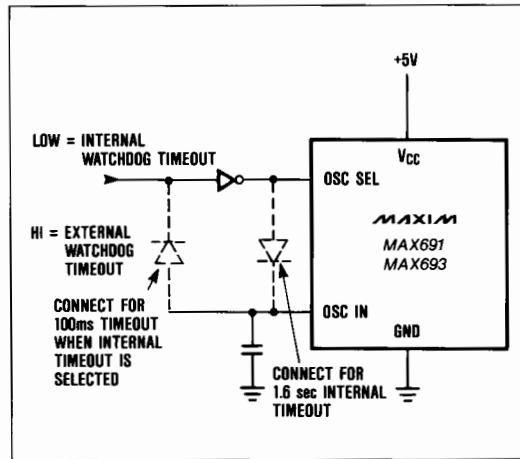 +5V
LOW = INTERNAL
WATCHDOG TIMEOUT
VCC
OSC SEL
MAXIM
MAX691
MAX693
HI = EXTERNAL
WATCHDOG
TIMEOUT
CONNECT FOR
100ms TIMEOUT
WHEN INTERNAL
TIMEOUT IS
SELECTED
OSC IN
GND
CONNECT FOR
1.6 sec INTERNAL
TIMEOUT